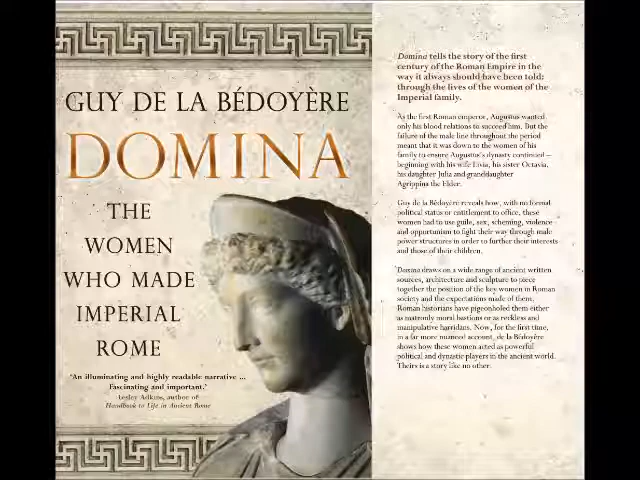 GUY DE LA BÉDOYÈRE
DOMINA
THE
WOMEN
WHO MADE
IMPERIAL
ROME
'An illuminating and highly readable narrative ...
Fascinating and important.'
Lesley Adkins, author of
Handbook to Life in Ancient Rome
Domina tells the story of the first
century of the Roman Empire in the
way it always should have been told:
through the lives of the women of the
Imperial family.
As the first Roman emperor, Augustus wanted
only his blood relations to succeed him. But the
failure of the male line throughout the period
meant that it was down to the women of his
family to ensure Augustus's dynasty continued –
beginning with his wife Livia, his sister Octavia,
his daughter Julia and granddaughter
Agrippina the Elder.
Guy de la Bédoyère reveals how, with no formal
political status or entitlement to office, these
women had to use guile, sex, scheming, violence
and opportunism to fight their way through male
power structures in order to further their interests
and those of their children.
Domina draws on a wide range of ancient written
sources, architecture and sculpture to piece
together the position of the key women in Roman
society and the expectations made of them.
Roman historians have pigeonholed them either
as matronly moral bastions or as reckless and
manipulative harridans. Now, for the first time,
in a far more nuanced account, de la Bédoyère
shows how these women acted as powerful
political and dynastic players in the ancient world.
Theirs is a story like no other.